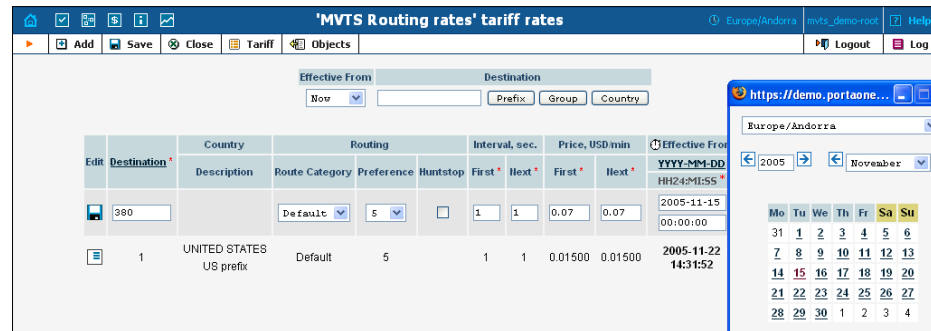 'MVTS Routing rates' tariff rates
Europe/Andorra mvts_demo-root ? Help
Add Save Close Tariff Objects Logout Log
Effective From Destination
Now Prefix Group Country
https://demo.portaone...
Europe/Andorra
2005 November
Edit Destination * Country Routing Interval, sec. Price, USD/min Effective From
Description Route Category Preference Huntstop First * Next * First * Next * YYYY-MM-DD
HH24:MI:SS *
380 Default 5 1 1 0.07 0.07 2005-11-15
00:00:00
1 UNITED STATES Default 5 1 1 0.01500 0.01500 2005-11-22
US prefix 14:31:52
Mo Tu We Th Fr Sa Su
31 1 2 3 4 5 6
7 8 9 10 11 12 13
14 15 16 17 18 19 20
21 22 23 24 25 26 27
28 29 30 1 2 3 4